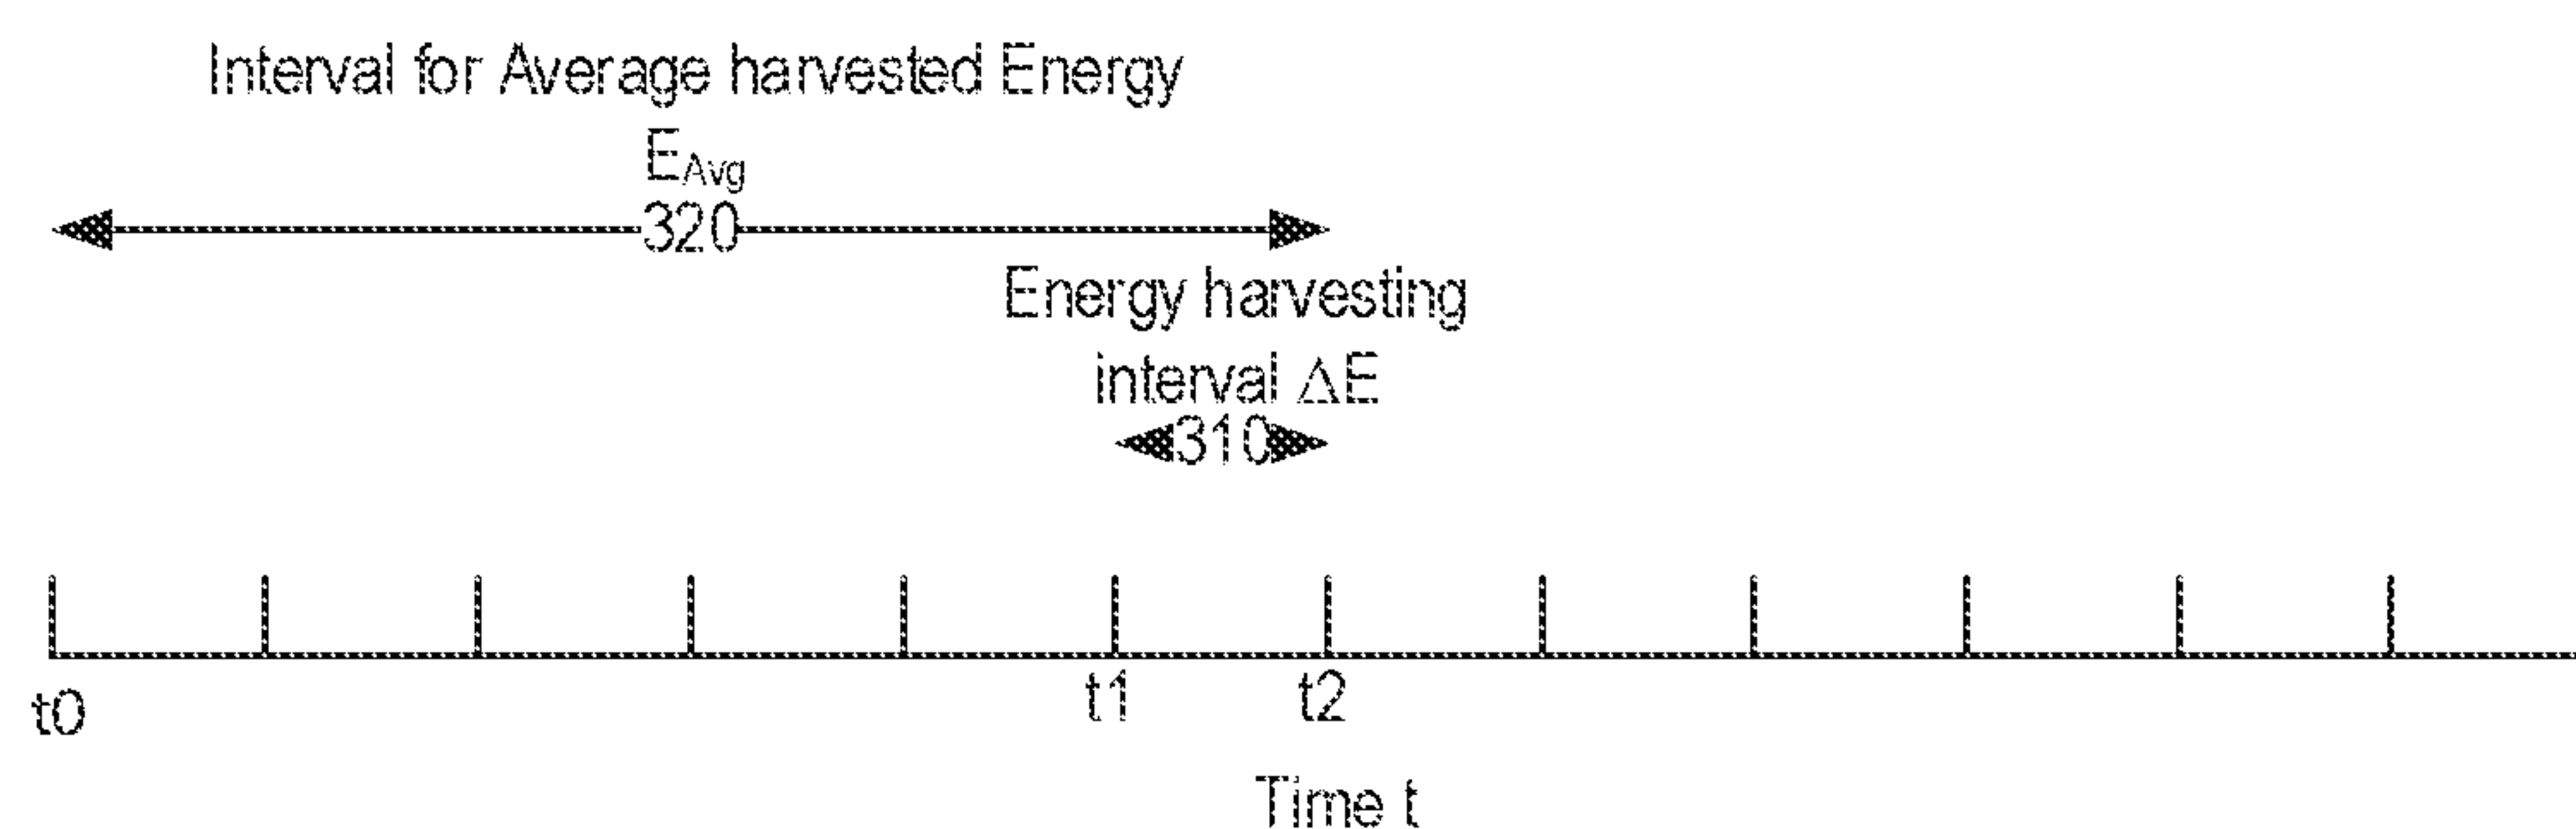 Interval for Average harvested Energy
EAvg
320
Energy harvesting
interval ΔE
310
t0
t1
t2
Time t